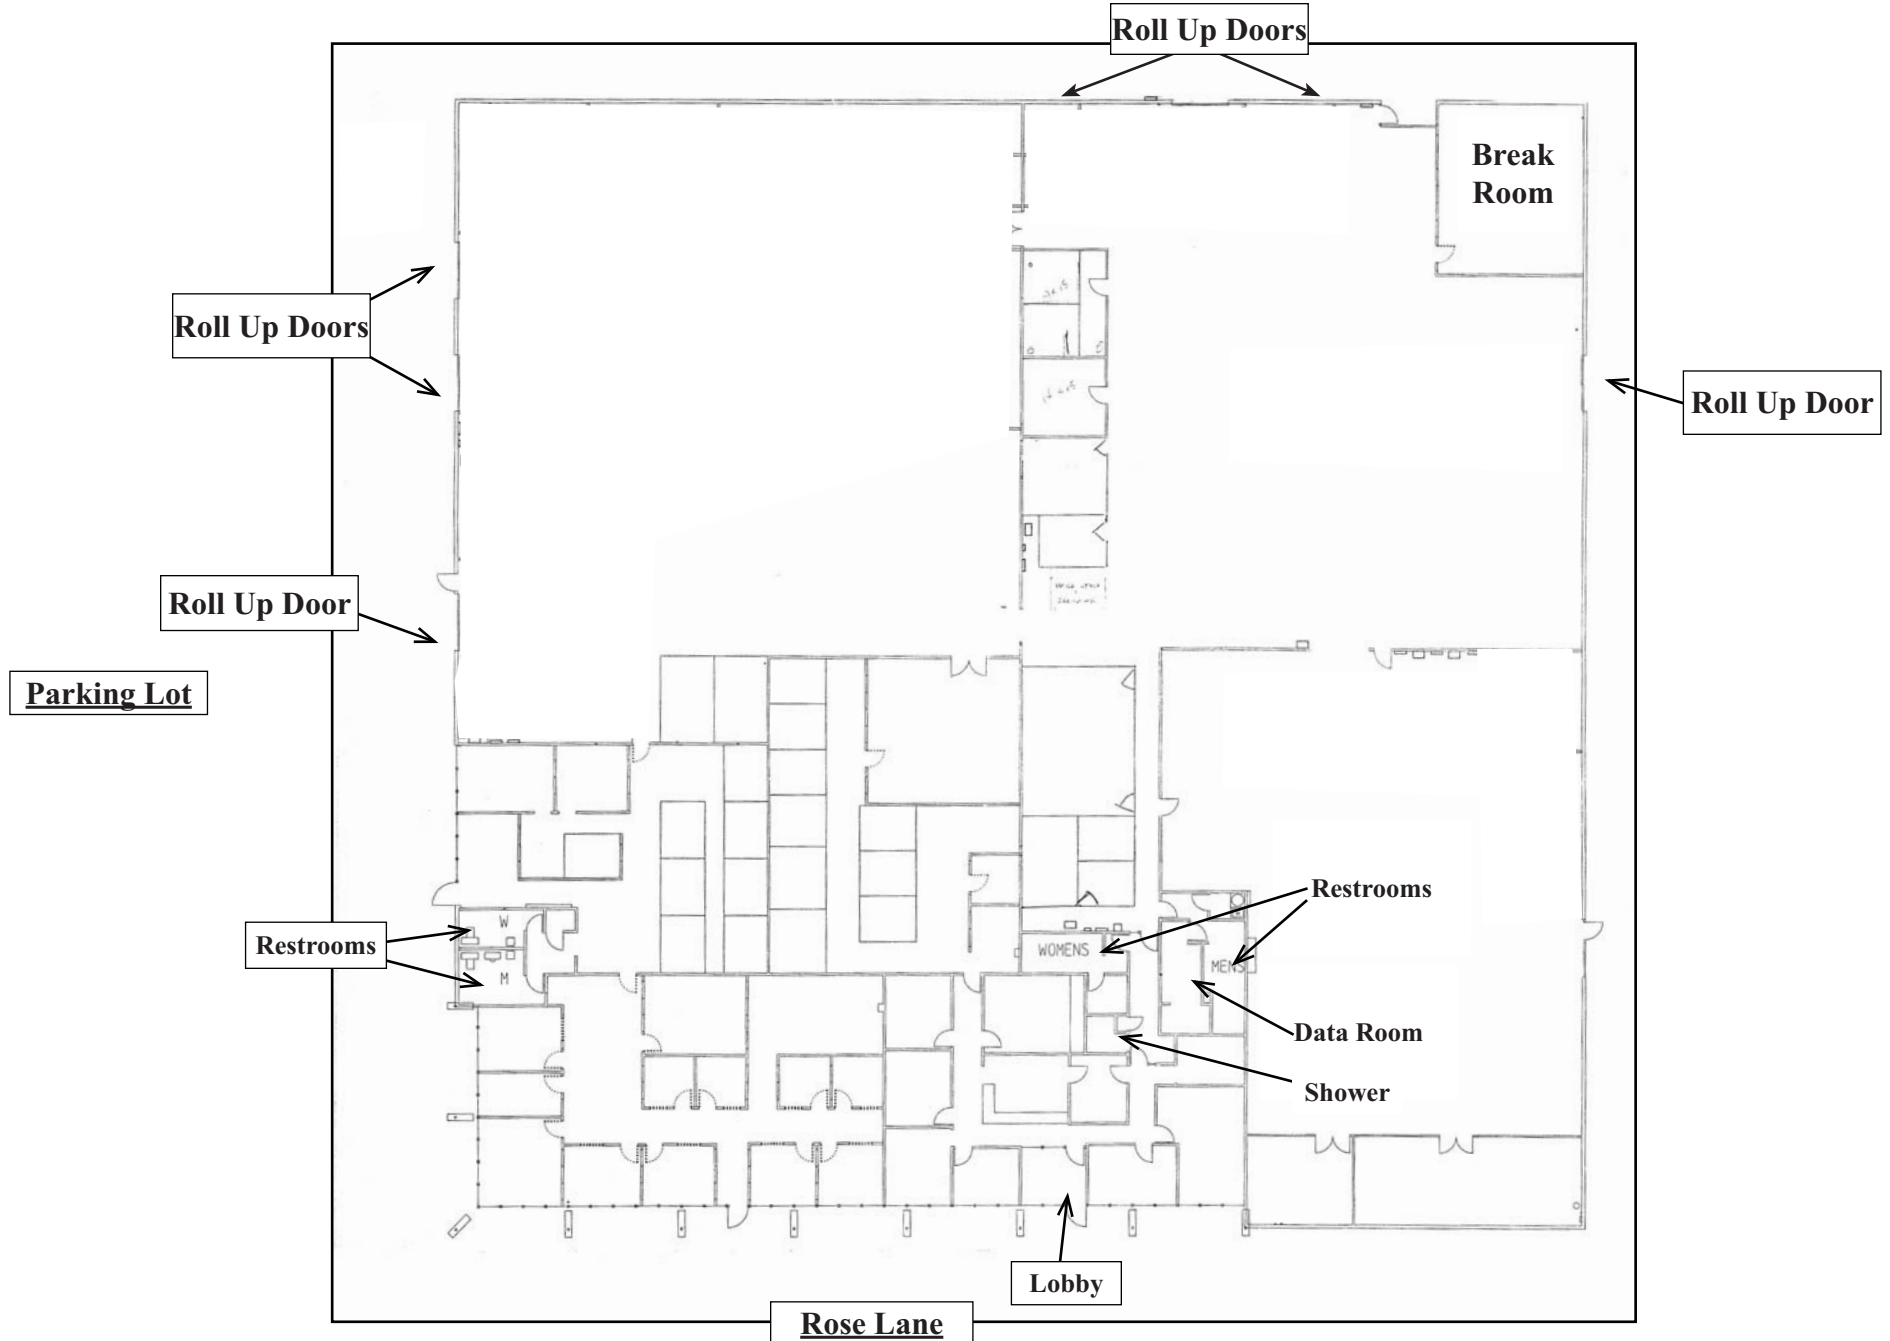 Roll Up Doors
Break
Room
Roll Up Doors
Roll Up Door
Roll Up Door
Parking Lot
Restrooms
W
Restrooms
WOMENS
MENS
M
Data Room
Shower
Lobby
Rose Lane